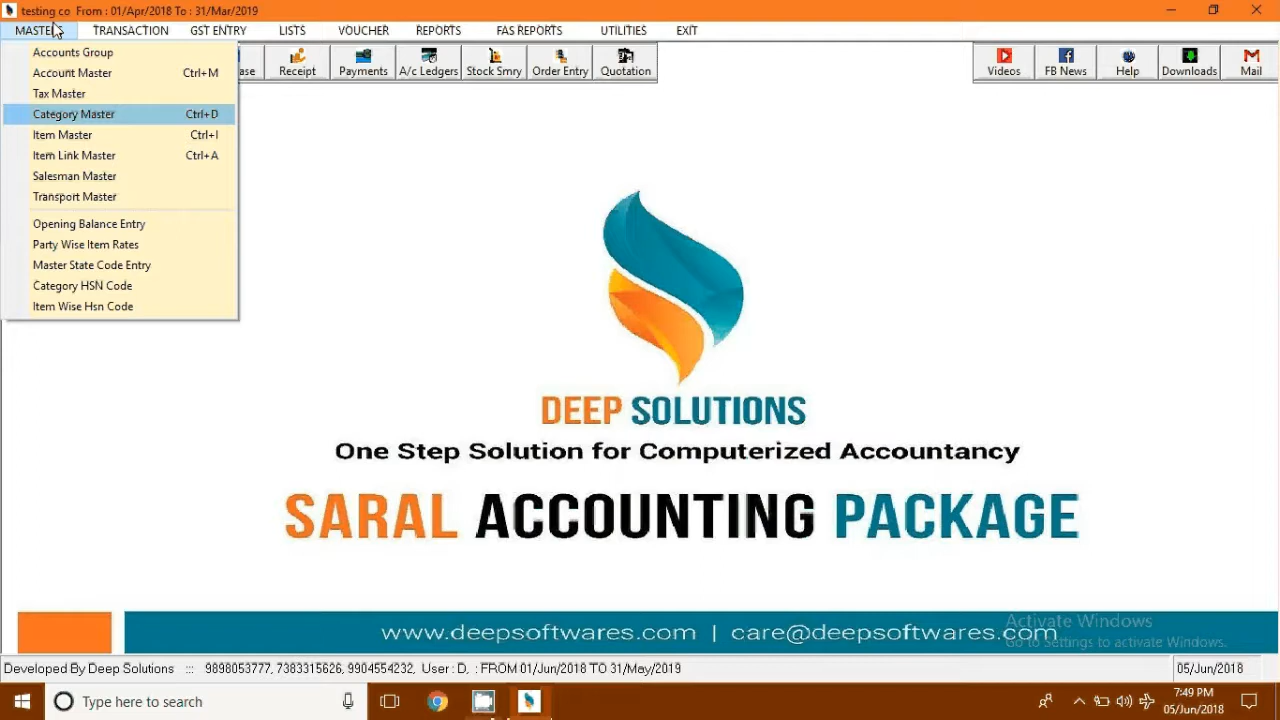 testing co From : 01/Apr/2018 To : 31/Mar/2019
MASTER TRANSACTION GST ENTRY LISTS VOUCHER REPORTS FAS REPORTS UTILITIES EXIT
Receipt Payments A/c Ledgers Stock Smry Order Entry Quotation Videos FB News Help Downloads Mail
Accounts Group
Account Master Ctrl+M
Tax Master
Category Master Ctrl+D
Item Master Ctrl+I
Item Link Master Ctrl+A
Salesman Master
Transport Master
Opening Balance Entry
Party Wise Item Rates
Master State Code Entry
Category HSN Code
Item Wise Hsn Code
DEEP SOLUTIONS
One Step Solution for Computerized Accountancy
SARAL ACCOUNTING PACKAGE
www.deepsoftwares.com | care@deepsoftwares.com
Activate Windows
Go to Settings to activate Windows.
Developed By Deep Solutions ::: 9898053777, 7383315626, 9904554232, User : D, : FROM 01/Jun/2018 TO 31/May/2019 05/Jun/2018
Type here to search
7:49 PM
05/Jun/2018